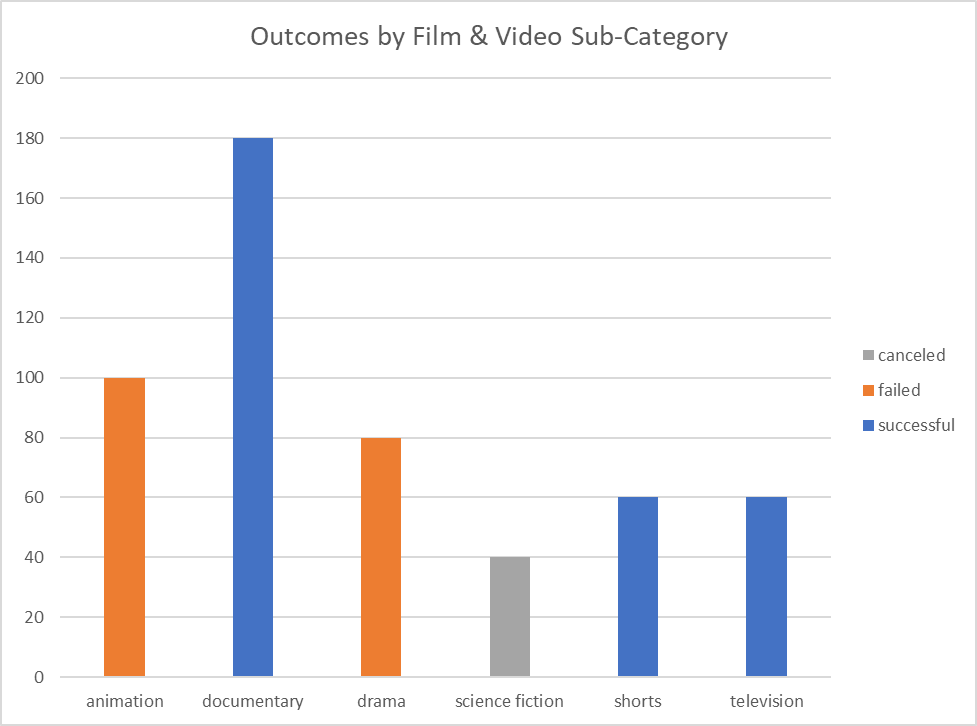 Outcomes by Film & Video Sub-Category
200
180
160
140
120
100
80
60
40
20
0
animation documentary drama science fiction shorts television
canceled
failed
successful